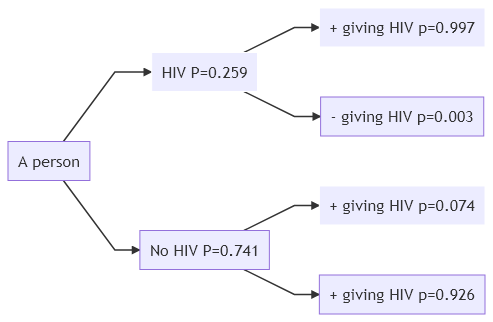 + giving HIV p=0.997
HIV P=0.259
- giving HIV p=0.003
A person
+ giving HIV p=0.074
No HIV P=0.741
+ giving HIV p=0.926